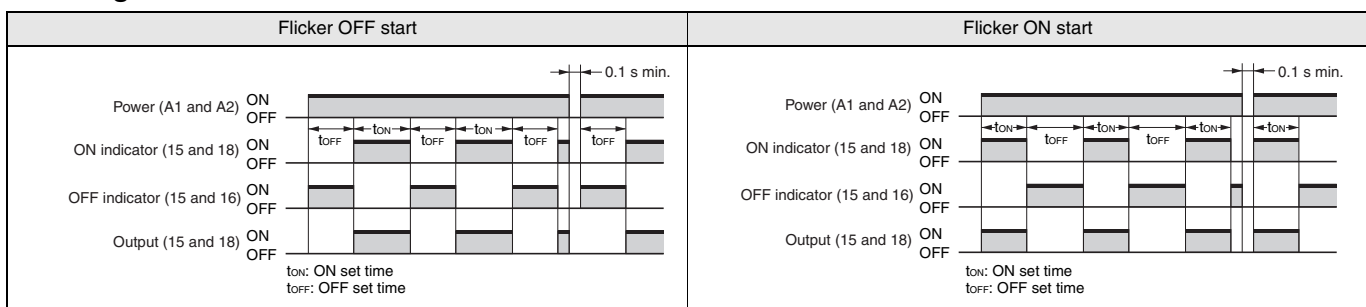 Flicker OFF start
0.1 s min.
Power (A1 and A2) ON
OFF
tOFF tON tOFF tON tOFF tOFF
ON indicator (15 and 18) ON
OFF
OFF indicator (15 and 16) ON
OFF
Output (15 and 18) ON
OFF
tON: ON set time
tOFF: OFF set time
Flicker ON start
0.1 s min.
Power (A1 and A2) ON
OFF
tON tOFF tON tOFF tON tON
ON indicator (15 and 18) ON
OFF
OFF indicator (15 and 16) ON
OFF
Output (15 and 18) ON
OFF
tON: ON set time
tOFF: OFF set time